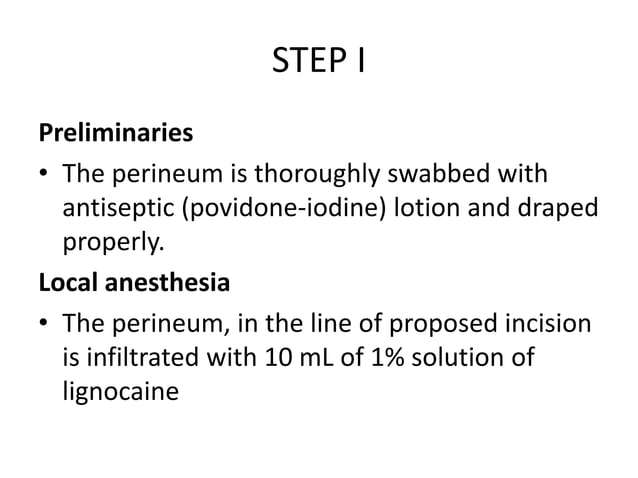 STEP I
Preliminaries
• The perineum is thoroughly swabbed with
antiseptic (povidone-iodine) lotion and draped
properly.
Local anesthesia
• The perineum, in the line of proposed incision
is infiltrated with 10 mL of 1% solution of
lignocaine